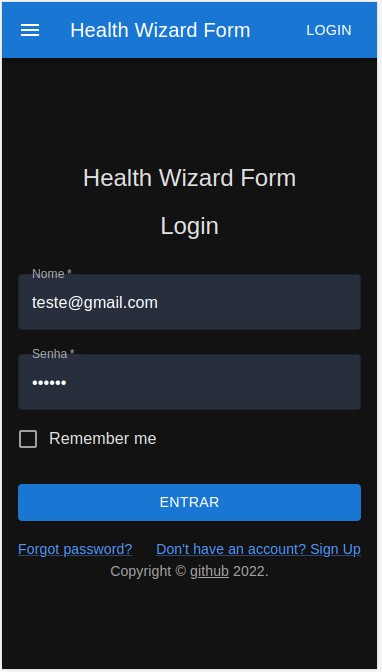 Health Wizard Form LOGIN
Health Wizard Form
Login
Nome *
teste@gmail.com
Senha *
••••••
Remember me
ENTRAR
Forgot password? Don't have an account? Sign Up
Copyright © github 2022.